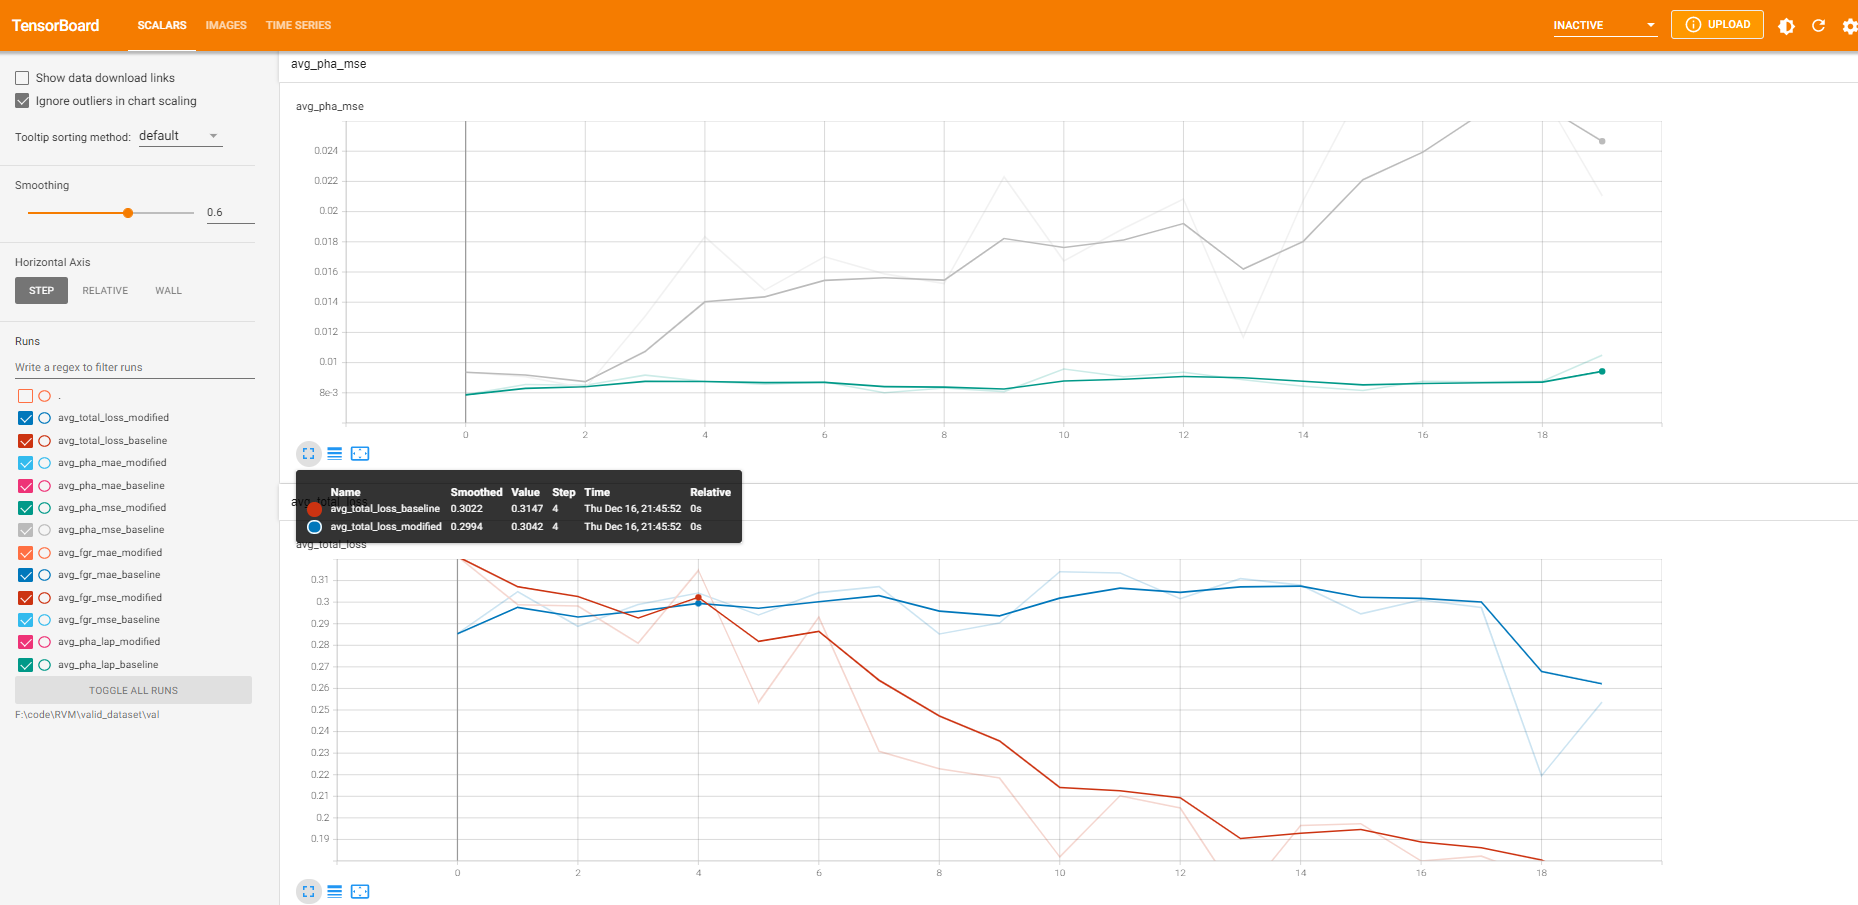 TensorBoard SCALARS IMAGES TIME SERIES INACTIVE UPLOAD
Show data download links
Ignore outliers in chart scaling
Tooltip sorting method: default
Smoothing
0.6
Horizontal Axis
STEP RELATIVE WALL
Runs
Write a regex to filter runs
.
avg_total_loss_modified
avg_total_loss_baseline
avg_pha_mae_modified
avg_pha_mae_baseline
avg_pha_mse_modified
avg_pha_mse_baseline
avg_fgr_mae_modified
avg_fgr_mae_baseline
avg_fgr_mse_modified
avg_fgr_mse_baseline
avg_pha_lap_modified
avg_pha_lap_baseline
TOGGLE ALL RUNS
F:\code\RVM\valid_dataset\val
avg_pha_mse
avg_pha_mse
0.024
0.022
0.02
0.018
0.016
0.014
0.012
0.01
8e-3
0 2 4 6 8 10 12 14 16 18
avg_total_loss
Name Smoothed Value Step Time Relative
avg_total_loss_baseline 0.3022 0.3147 4 Thu Dec 16, 21:45:52 0s
avg_total_loss_modified 0.2994 0.3042 4 Thu Dec 16, 21:45:52 0s
avg_total_loss
0.31
0.3
0.29
0.28
0.27
0.26
0.25
0.24
0.23
0.22
0.21
0.2
0.19
0 2 4 6 8 10 12 14 16 18